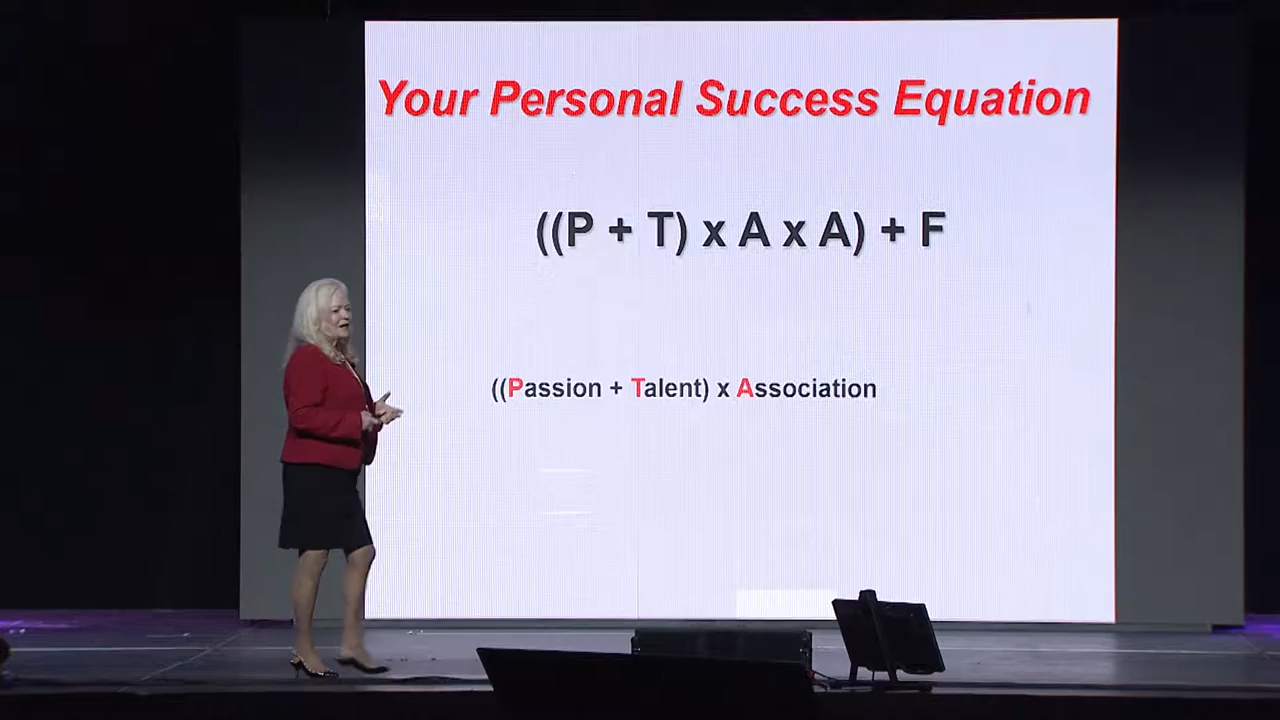 Your Personal Success Equation
((P + T) x A x A) + F
((Passion + Talent) x Association